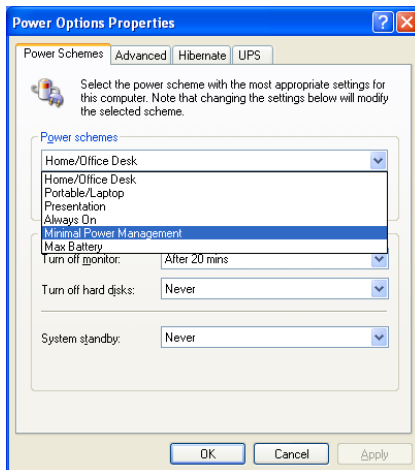 Power Options Properties
Power Schemes Advanced Hibernate UPS
Select the power scheme with the most appropriate settings for
this computer. Note that changing the settings below will modify
the selected scheme.
Power schemes
Home/Office Desk
Home/Office Desk
Portable/Laptop
Presentation
Always On
Minimal Power Management
Max Battery
Turn off monitor: After 20 mins
Turn off hard disks: Never
System standby: Never
OK Cancel Apply